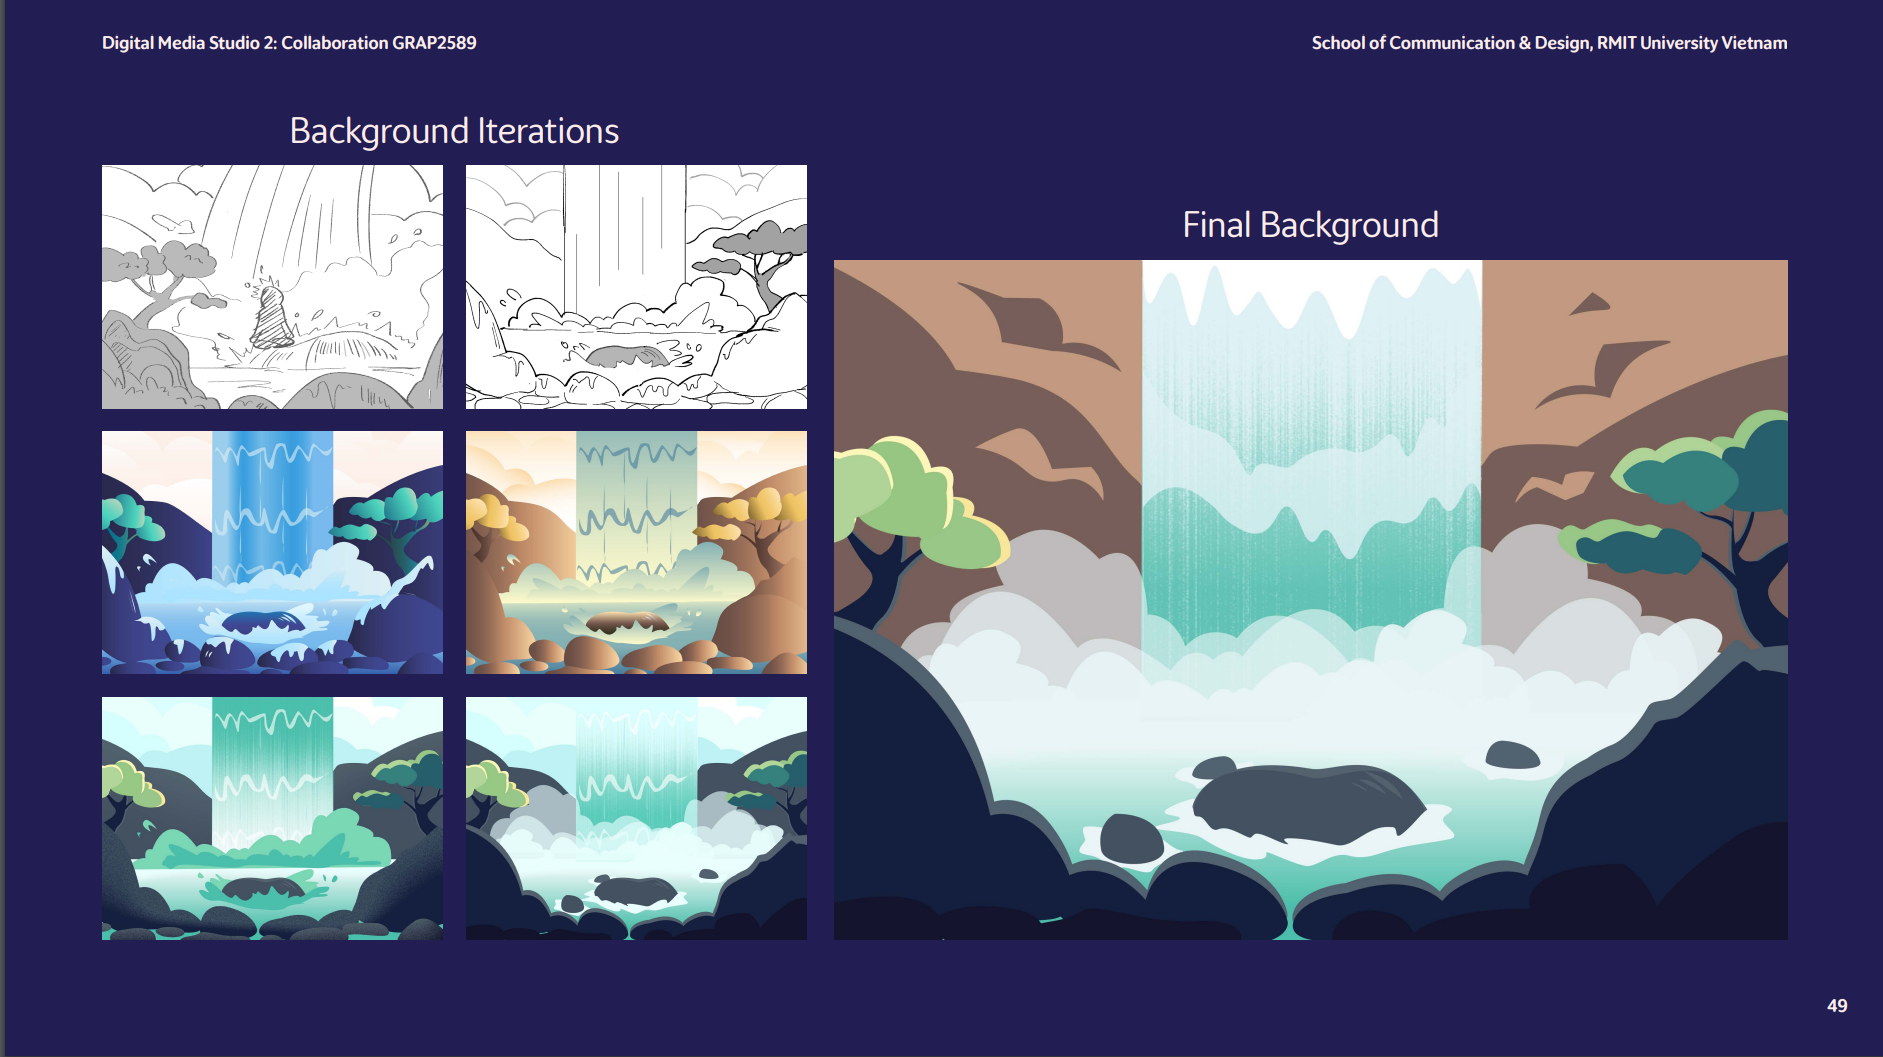 Digital Media Studio 2: Collaboration GRAP2589
School of Communication & Design, RMIT University Vietnam
Background Iterations
Final Background
49